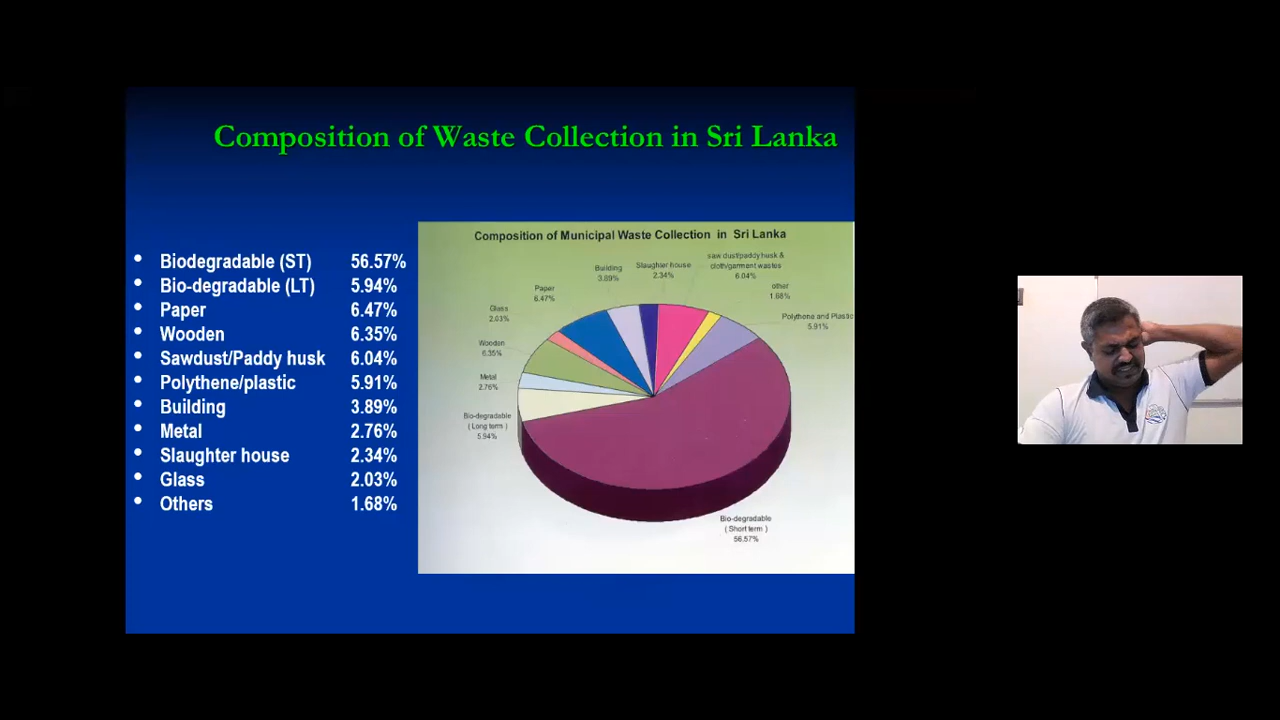 Composition of Waste Collection in Sri Lanka
• Biodegradable (ST) 56.57%
• Bio-degradable (LT) 5.94%
• Paper 6.47%
• Wooden 6.35%
• Sawdust/Paddy husk 6.04%
• Polythene/plastic 5.91%
• Building 3.89%
• Metal 2.76%
• Slaughter house 2.34%
• Glass 2.03%
• Others 1.68%
Composition of Municipal Waste Collection in Sri Lanka
saw dust/paddy husk &
cloth/garment wastes
6.04%
Slaughter house
2.34%
Building
3.89%
other
1.68%
Paper
6.47%
Glass
2.03%
Polythene and Plastic
5.91%
Wooden
6.35%
Metal
2.76%
Bio-degradable
( Long term )
5.94%
Bio-degradable
( Short term )
56.57%